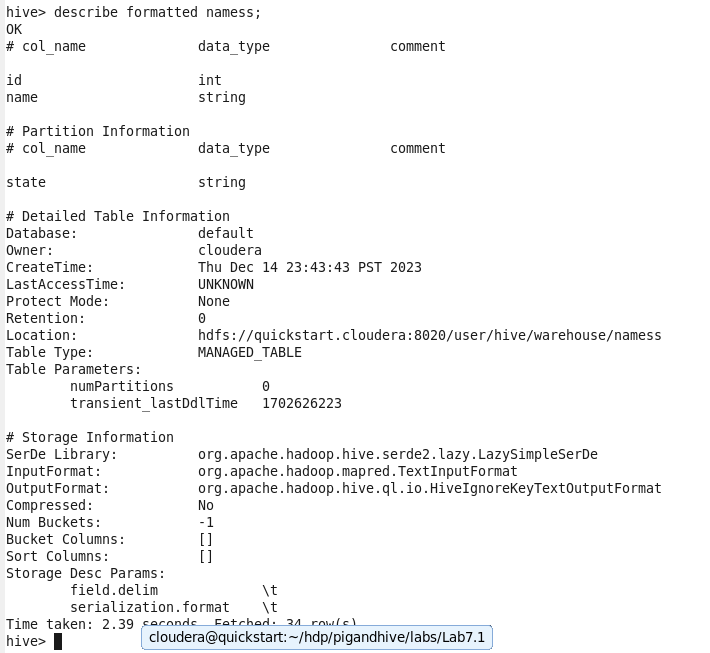 hive> describe formatted namess;
OK
# col_name data_type comment
id int
name string
# Partition Information
# col_name data_type comment
state string
# Detailed Table Information
Database: default
Owner: cloudera
CreateTime: Thu Dec 14 23:43:43 PST 2023
LastAccessTime: UNKNOWN
Protect Mode: None
Retention: 0
Location: hdfs://quickstart.cloudera:8020/user/hive/warehouse/namess
Table Type: MANAGED_TABLE
Table Parameters:
numPartitions 0
transient_lastDdlTime 1702626223
# Storage Information
SerDe Library: org.apache.hadoop.hive.serde2.lazy.LazySimpleSerDe
InputFormat: org.apache.hadoop.mapred.TextInputFormat
OutputFormat: org.apache.hadoop.hive.ql.io.HiveIgnoreKeyTextOutputFormat
Compressed: No
Num Buckets: -1
Bucket Columns: []
Sort Columns: []
Storage Desc Params:
field.delim \t
serialization.format \t
Time taken: 2.39 seconds, Fetched: 34 row(s)
hive>
cloudera@quickstart:~/hdp/pigandhive/labs/Lab7.1